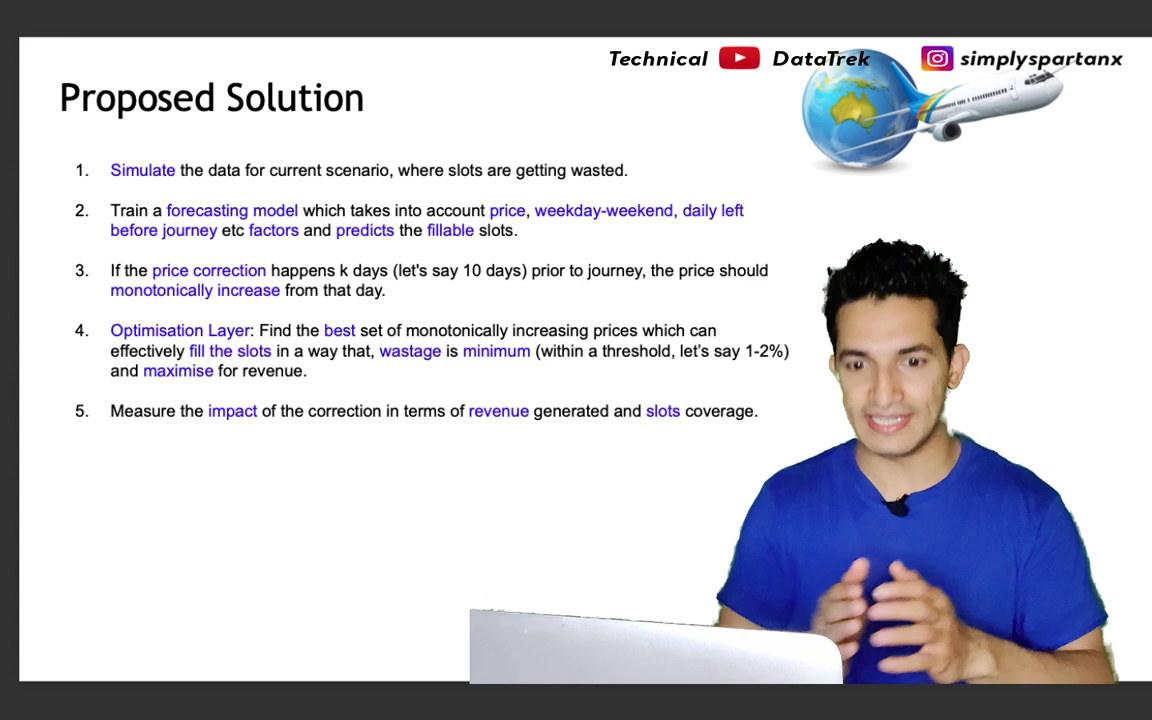 Technical DataTrek simplyspartanx
Proposed Solution
1. Simulate the data for current scenario, where slots are getting wasted.
2. Train a forecasting model which takes into account price, weekday-weekend, daily left
before journey etc factors and predicts the fillable slots.
3. If the price correction happens k days (let's say 10 days) prior to journey, the price should
monotonically increase from that day.
4. Optimisation Layer: Find the best set of monotonically increasing prices which can
effectively fill the slots in a way that, wastage is minimum (within a threshold, let’s say 1-2%)
and maximise for revenue.
5. Measure the impact of the correction in terms of revenue generated and slots coverage.